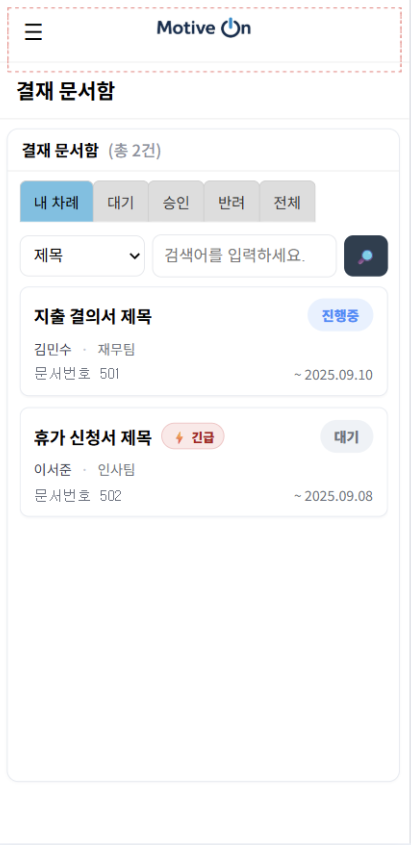 Motive On
결재 문서함
결재 문서함 (총 2건)
내 차례 대기 승인 반려 전체
제목 검색어를 입력하세요.
지출 결의서 제목 진행중
김민수 · 재무팀
문서번호 501 ~ 2025.09.10
휴가 신청서 제목 긴급 대기
이서준 · 인사팀
문서번호 502 ~ 2025.09.08